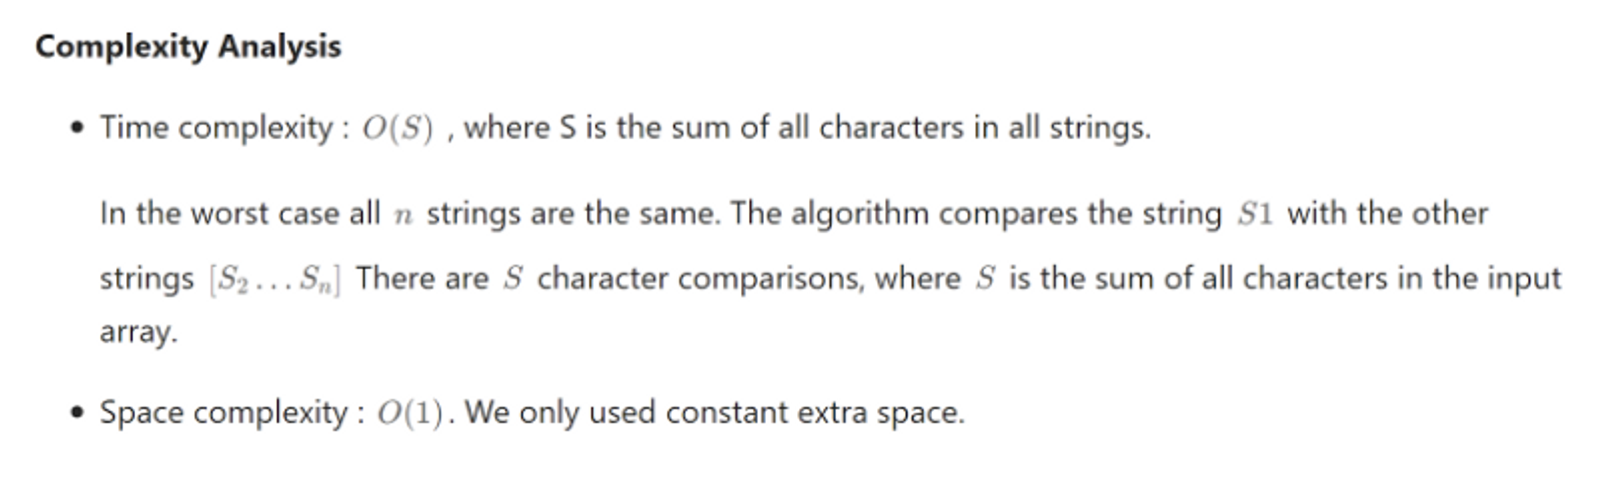 Complexity Analysis
• Time complexity : O(S) , where S is the sum of all characters in all strings.
In the worst case all n strings are the same. The algorithm compares the string S1 with the other
strings [S₂ . . . Sₙ] There are S character comparisons, where S is the sum of all characters in the input
array.
• Space complexity : O(1). We only used constant extra space.